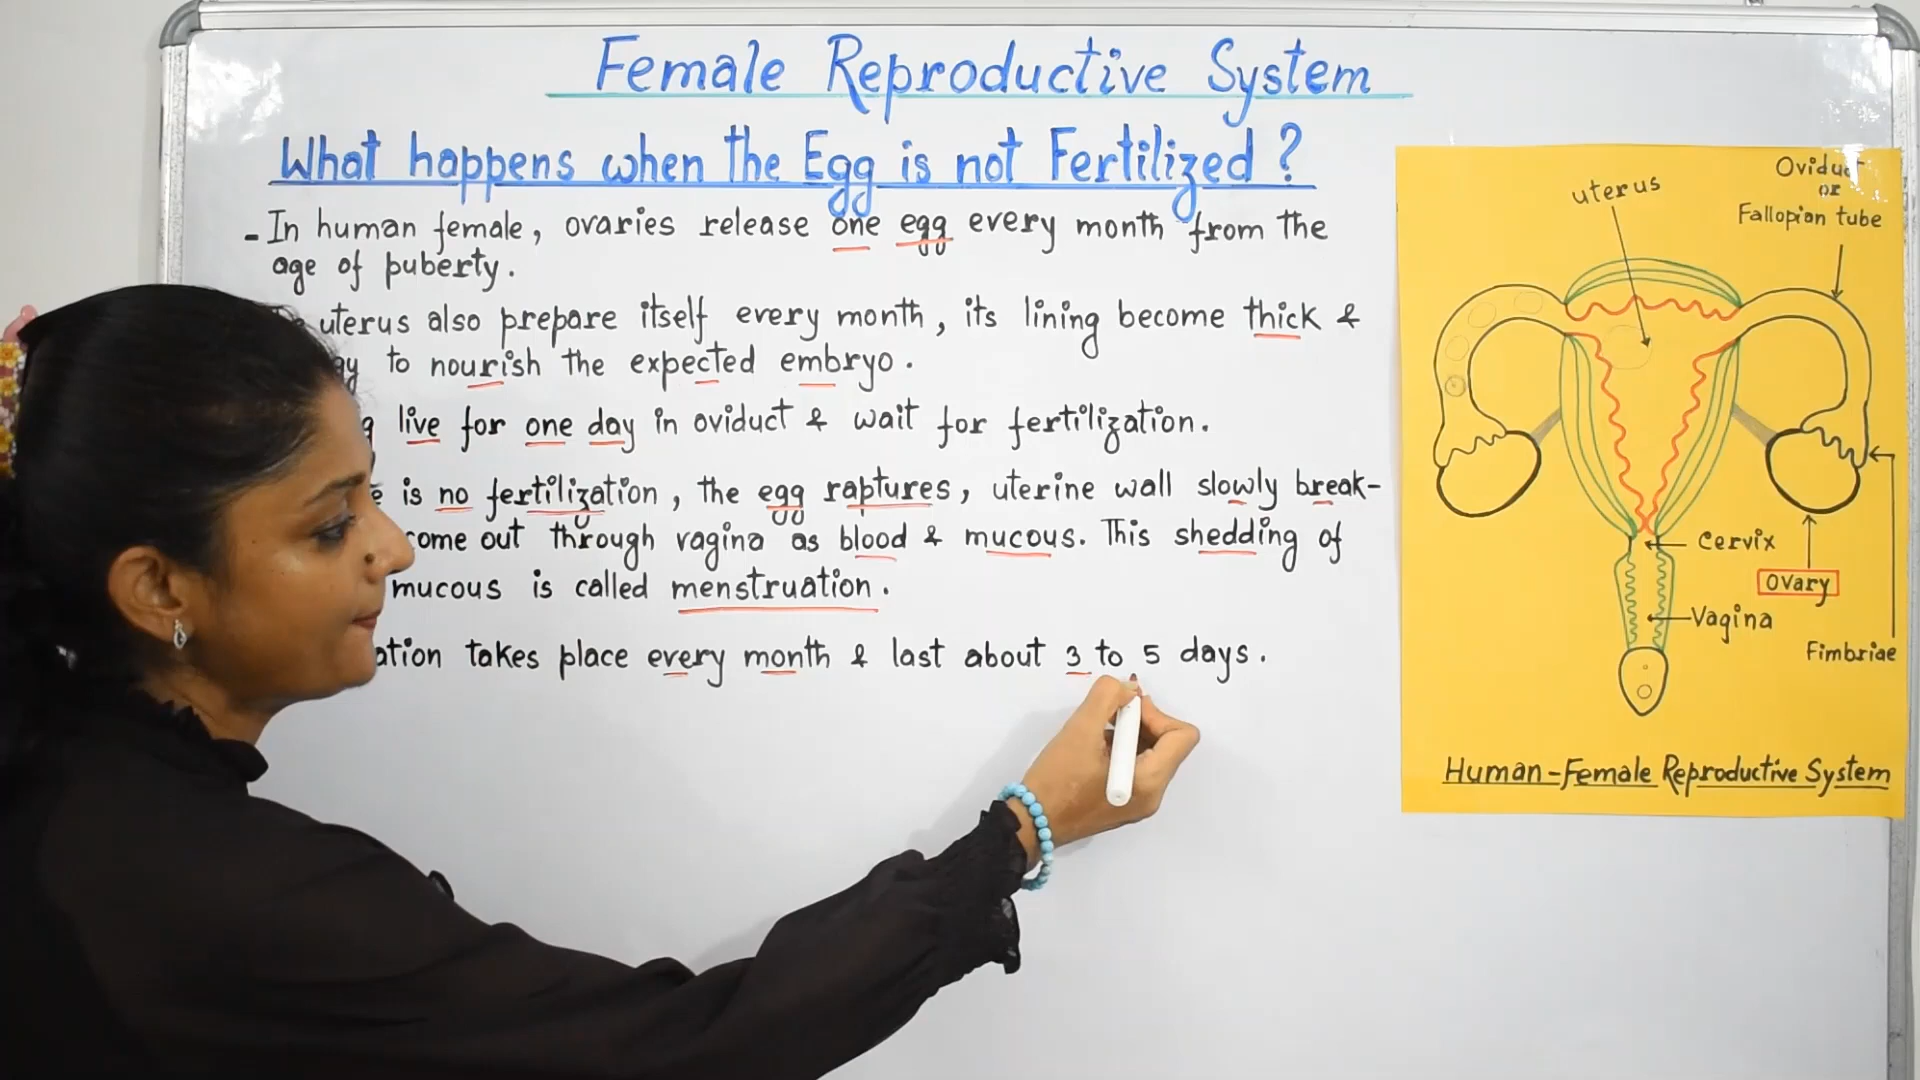 Female Reproductive System
What happens when the Egg is not Fertilized?
- In human female, ovaries release one egg every month from the
age of puberty.
uterus also prepare itself every month, its lining become thick &
to nourish the expected embryo.
live for one day in oviduct & wait for fertilization.
is no fertilization, the egg raptures, uterine wall slowly break-
come out through vagina as blood & mucous. This shedding of
mucous is called menstruation.
takes place every month & last about 3 to 5 days.
uterus
Oviduct
or
Fallopian tube
Cervix
Ovary
Vagina
Fimbriae
Human-Female Reproductive System